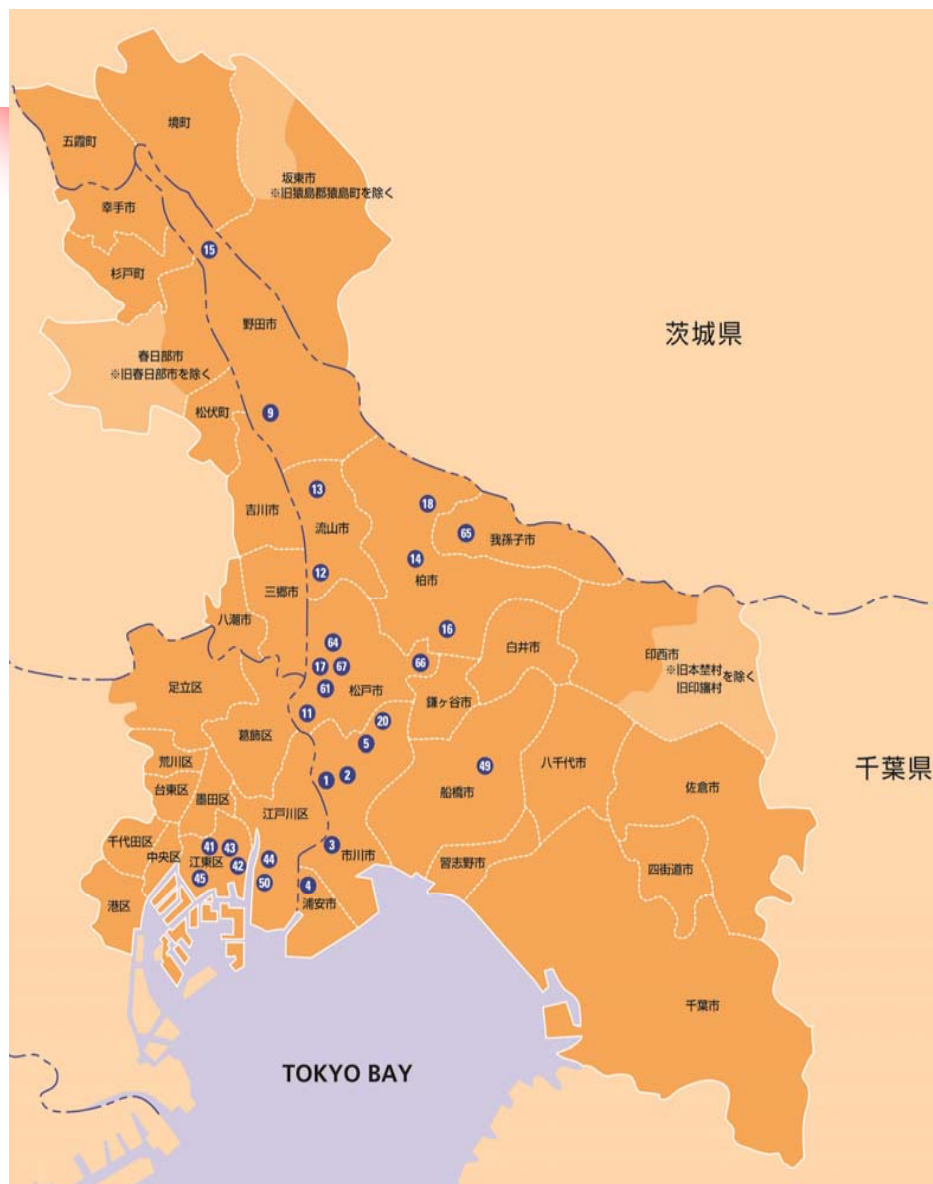 境町
五霞町
坂東市
※旧猿島郡猿島町を除く
幸手市
15
杉戸町
野田市
茨城県
春日部市
※旧春日部市を除く
松伏町
9
13
18
吉川市
流山市
65
我孫子市
14
12
柏市
三郷市
八潮市
16
64
白井市
印西市
※旧本埜村
旧印旛村
を除く
17
67
66
足立区
61
松戸市
鎌ヶ谷市
11
20
葛飾区
5
荒川区
49
八千代市
千葉県
1
2
台東区
墨田区
船橋市
佐倉市
江戸川区
千代田区
41
43
3
中央区
江東区
42
44
市川市
習志野市
四街道市
45
50
4
港区
浦安市
千葉市
TOKYO BAY